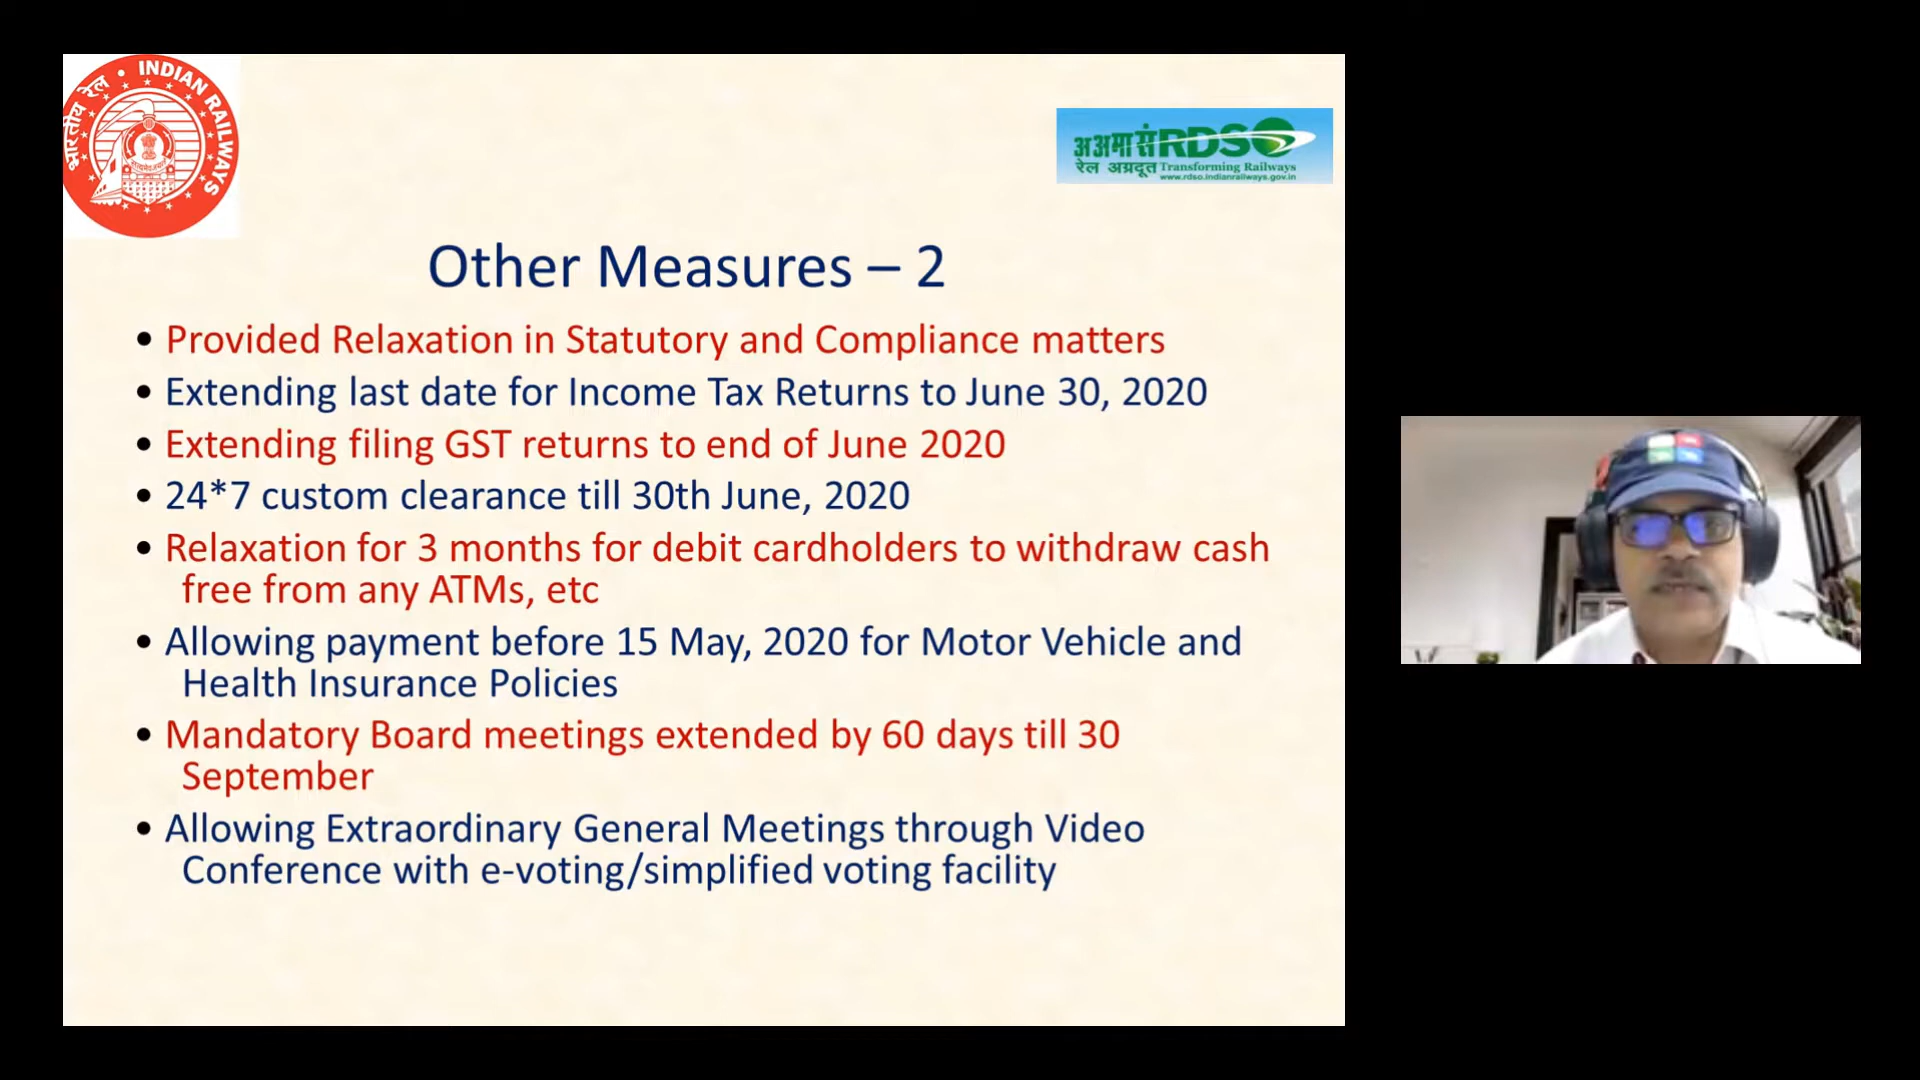 भारतीय रेल • INDIAN RAILWAYS
अअमासं RDSO
रेल अग्रदूत Transforming Railways
www.rdso.indianrailways.gov.in
Other Measures – 2
• Provided Relaxation in Statutory and Compliance matters
• Extending last date for Income Tax Returns to June 30, 2020
• Extending filing GST returns to end of June 2020
• 24*7 custom clearance till 30th June, 2020
• Relaxation for 3 months for debit cardholders to withdraw cash
free from any ATMs, etc
• Allowing payment before 15 May, 2020 for Motor Vehicle and
Health Insurance Policies
• Mandatory Board meetings extended by 60 days till 30
September
• Allowing Extraordinary General Meetings through Video
Conference with e-voting/simplified voting facility